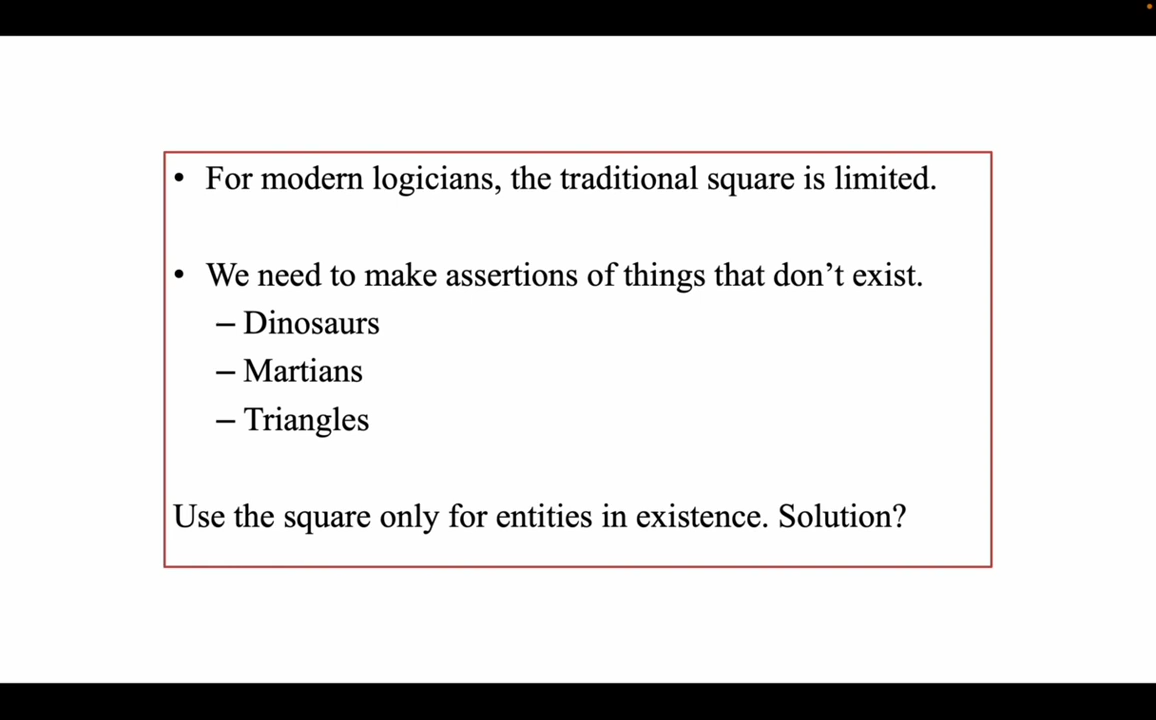 • For modern logicians, the traditional square is limited.
• We need to make assertions of things that don’t exist.
– Dinosaurs
– Martians
– Triangles
Use the square only for entities in existence. Solution?